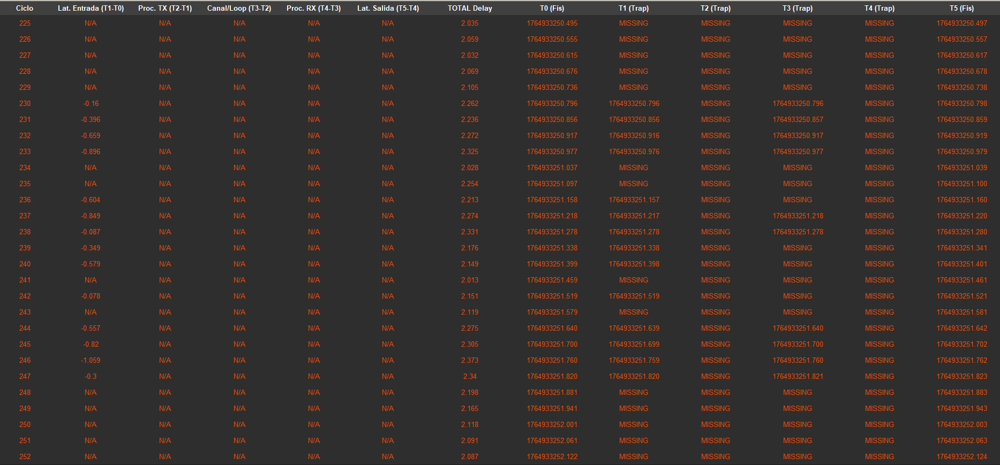 Ciclo Lat. Entrada (T1-T0) Proc. TX (T2-T1) Canal/Loop (T3-T2) Proc. RX (T4-T3) Lat. Salida (T5-T4) TOTAL Delay T0 (Fis) T1 (Trap) T2 (Trap) T3 (Trap) T4 (Trap) T5 (Fis)
225 N/A N/A N/A N/A N/A 2.035 1764933250.495 MISSING MISSING MISSING MISSING 1764933250.497
226 N/A N/A N/A N/A N/A 2.059 1764933250.555 MISSING MISSING MISSING MISSING 1764933250.557
227 N/A N/A N/A N/A N/A 2.032 1764933250.615 MISSING MISSING MISSING MISSING 1764933250.617
228 N/A N/A N/A N/A N/A 2.069 1764933250.676 MISSING MISSING MISSING MISSING 1764933250.678
229 N/A N/A N/A N/A N/A 2.105 1764933250.736 MISSING MISSING MISSING MISSING 1764933250.738
230 -0.16 N/A N/A N/A N/A 2.262 1764933250.796 1764933250.796 MISSING 1764933250.796 MISSING 1764933250.798
231 -0.396 N/A N/A N/A N/A 2.236 1764933250.856 1764933250.856 MISSING 1764933250.857 MISSING 1764933250.859
232 -0.659 N/A N/A N/A N/A 2.272 1764933250.917 1764933250.916 MISSING 1764933250.917 MISSING 1764933250.919
233 -0.896 N/A N/A N/A N/A 2.325 1764933250.977 1764933250.976 MISSING 1764933250.977 MISSING 1764933250.979
234 N/A N/A N/A N/A N/A 2.028 1764933251.037 MISSING MISSING MISSING MISSING 1764933251.039
235 N/A N/A N/A N/A N/A 2.254 1764933251.097 MISSING MISSING MISSING MISSING 1764933251.100
236 -0.604 N/A N/A N/A N/A 2.213 1764933251.158 1764933251.157 MISSING MISSING MISSING 1764933251.160
237 -0.849 N/A N/A N/A N/A 2.274 1764933251.218 1764933251.217 MISSING 1764933251.218 MISSING 1764933251.220
238 -0.087 N/A N/A N/A N/A 2.331 1764933251.278 1764933251.278 MISSING 1764933251.278 MISSING 1764933251.280
239 -0.349 N/A N/A N/A N/A 2.176 1764933251.338 1764933251.338 MISSING MISSING MISSING 1764933251.341
240 -0.579 N/A N/A N/A N/A 2.149 1764933251.399 1764933251.398 MISSING MISSING MISSING 1764933251.401
241 N/A N/A N/A N/A N/A 2.013 1764933251.459 MISSING MISSING MISSING MISSING 1764933251.461
242 -0.078 N/A N/A N/A N/A 2.151 1764933251.519 1764933251.519 MISSING MISSING MISSING 1764933251.521
243 N/A N/A N/A N/A N/A 2.119 1764933251.579 MISSING MISSING MISSING MISSING 1764933251.581
244 -0.557 N/A N/A N/A N/A 2.275 1764933251.640 1764933251.639 MISSING 1764933251.640 MISSING 1764933251.642
245 -0.82 N/A N/A N/A N/A 2.305 1764933251.700 1764933251.699 MISSING 1764933251.700 MISSING 1764933251.702
246 -1.059 N/A N/A N/A N/A 2.373 1764933251.760 1764933251.759 MISSING 1764933251.760 MISSING 1764933251.762
247 -0.3 N/A N/A N/A N/A 2.34 1764933251.820 1764933251.820 MISSING 1764933251.821 MISSING 1764933251.823
248 N/A N/A N/A N/A N/A 2.198 1764933251.881 MISSING MISSING MISSING MISSING 1764933251.883
249 N/A N/A N/A N/A N/A 2.165 1764933251.941 MISSING MISSING MISSING MISSING 1764933251.943
250 N/A N/A N/A N/A N/A 2.118 1764933252.001 MISSING MISSING MISSING MISSING 1764933252.003
251 N/A N/A N/A N/A N/A 2.091 1764933252.061 MISSING MISSING MISSING MISSING 1764933252.063
252 N/A N/A N/A N/A N/A 2.087 1764933252.122 MISSING MISSING MISSING MISSING 1764933252.124